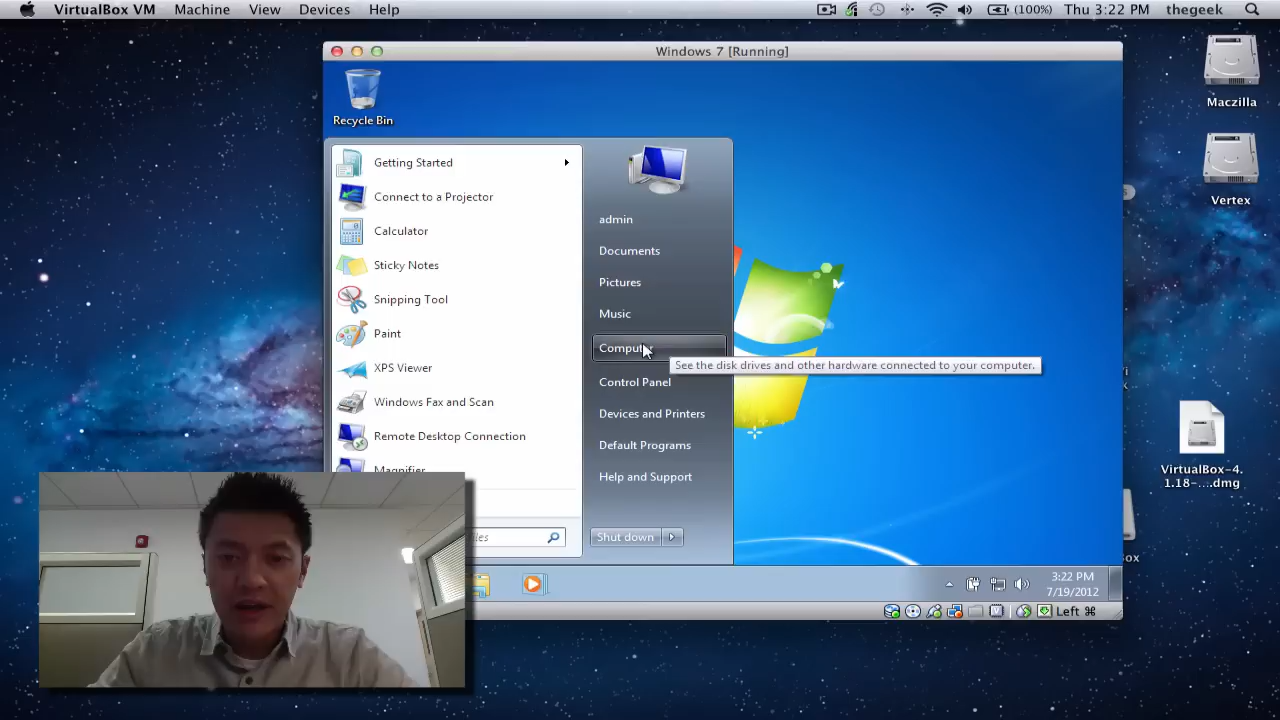 VirtualBox VM Machine View Devices Help (100%) Thu 3:22 PM thegeek
Windows 7 [Running]
Recycle Bin
Getting Started
Connect to a Projector
Calculator
Sticky Notes
Snipping Tool
Paint
XPS Viewer
Windows Fax and Scan
Remote Desktop Connection
Magnifier
admin
Documents
Pictures
Music
Computer
See the disk drives and other hardware connected to your computer.
Control Panel
Devices and Printers
Default Programs
Help and Support
Shut down
3:22 PM
7/19/2012
Left ⌘
Maczilla
Vertex
VirtualBox-4.
1.18-....dmg